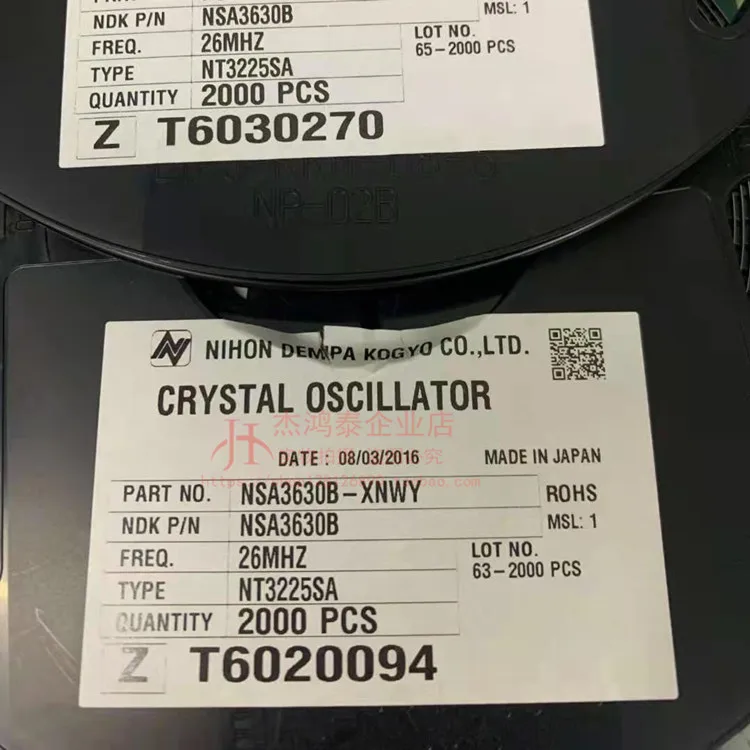 NDK P/N NSA3630B MSL: 1
FREQ. 26MHZ LOT NO.
65-2000 PCS
TYPE NT3225SA
QUANTITY 2000 PCS
Z T6030270
NP-02B
NIHON DEMPA KOGYO CO.,LTD.
CRYSTAL OSCILLATOR
杰鸿泰企业店
DATE : 08/03/2016 MADE IN JAPAN
PART NO. NSA3630B-XNWY ROHS
NDK P/N NSA3630B MSL: 1
FREQ. 26MHZ LOT NO.
63-2000 PCS
TYPE NT3225SA
QUANTITY 2000 PCS
Z T6020094